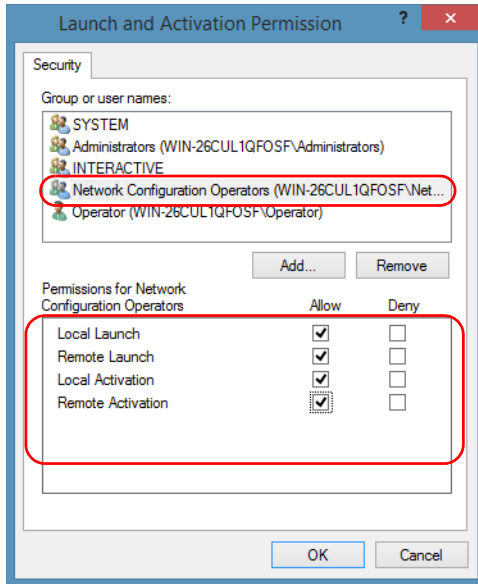 Launch and Activation Permission ? ×
Security
Group or user names:
SYSTEM
Administrators (WIN-26CUL1QFOSF\Administrators)
INTERACTIVE
Network Configuration Operators (WIN-26CUL1QFOSF\Net...
Operator (WIN-26CUL1QFOSF\Operator)
Add... Remove
Permissions for Network
Configuration Operators Allow Deny
Local Launch
Remote Launch
Local Activation
Remote Activation
OK Cancel